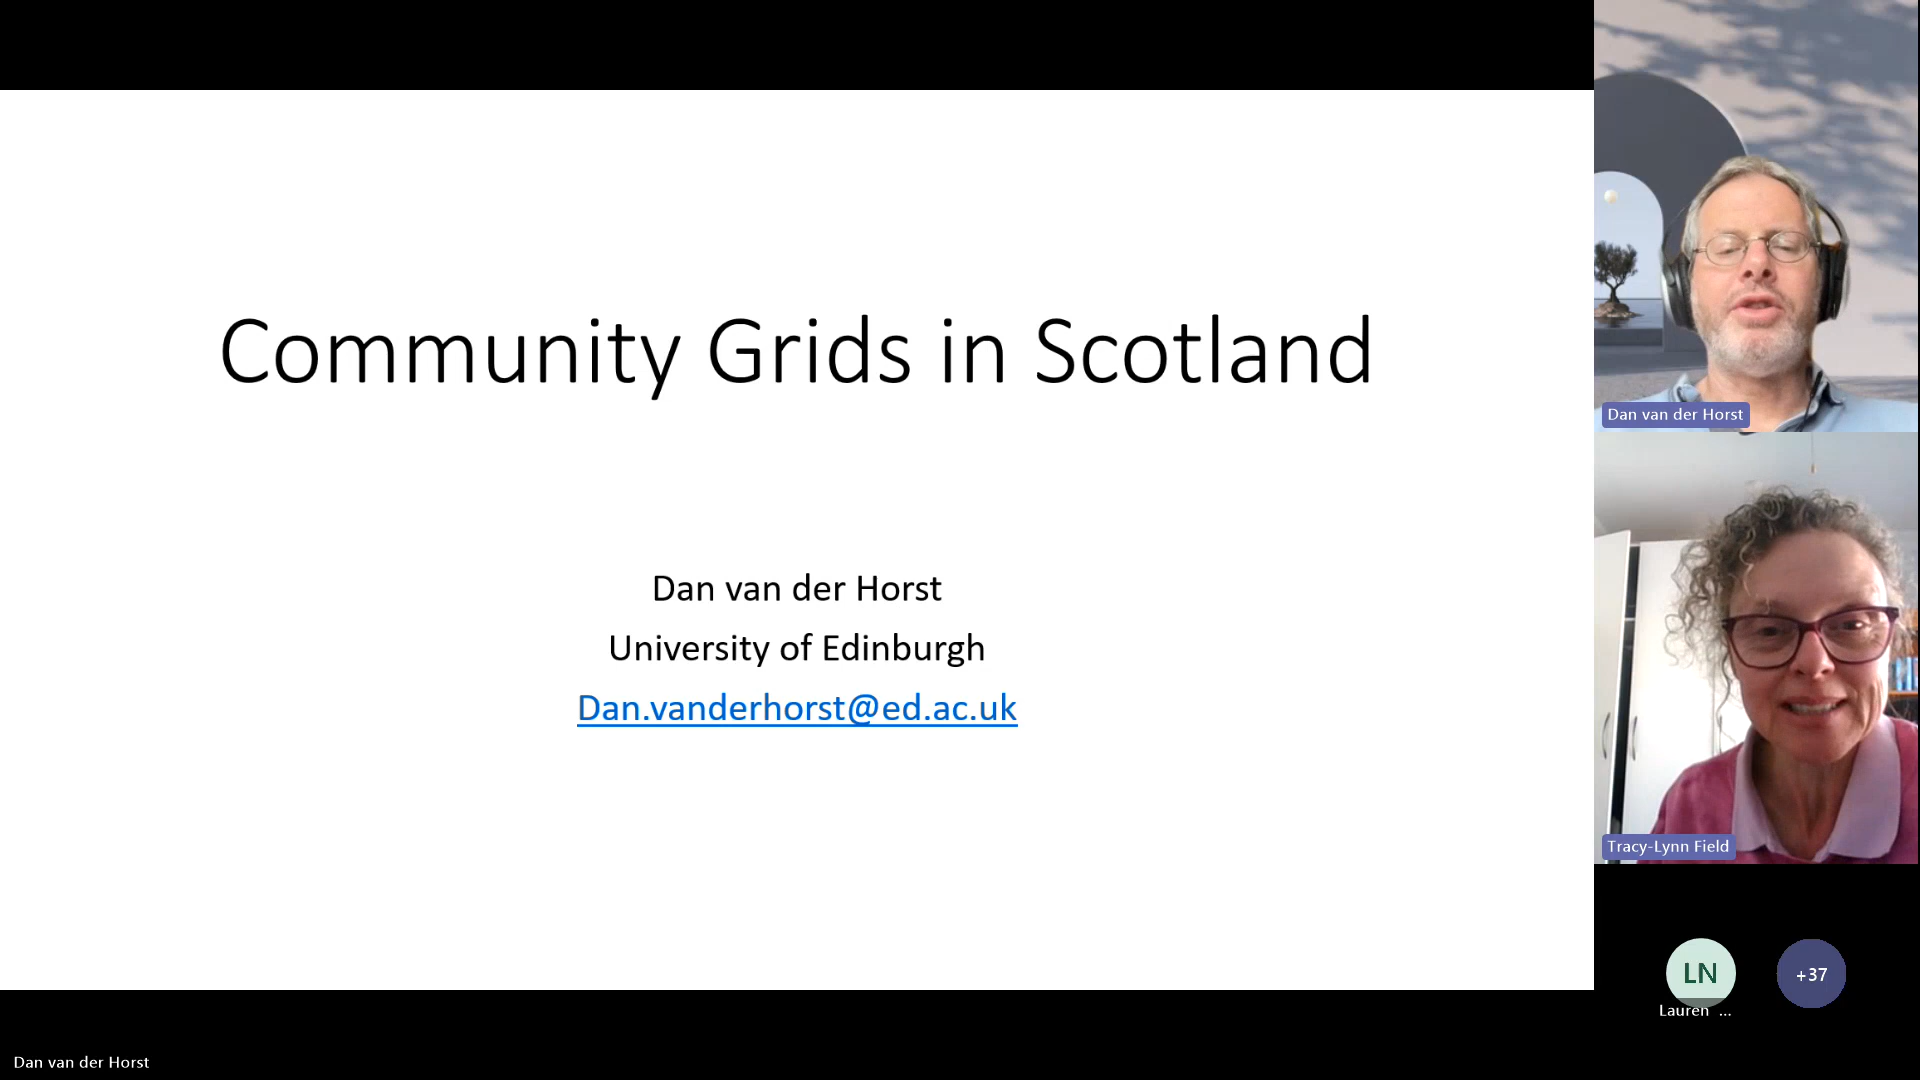 Community Grids in Scotland
Dan van der Horst
University of Edinburgh
Dan.vanderhorst@ed.ac.uk
Dan van der Horst
Tracy-Lynn Field
LN
+37
Lauren ...
Dan van der Horst